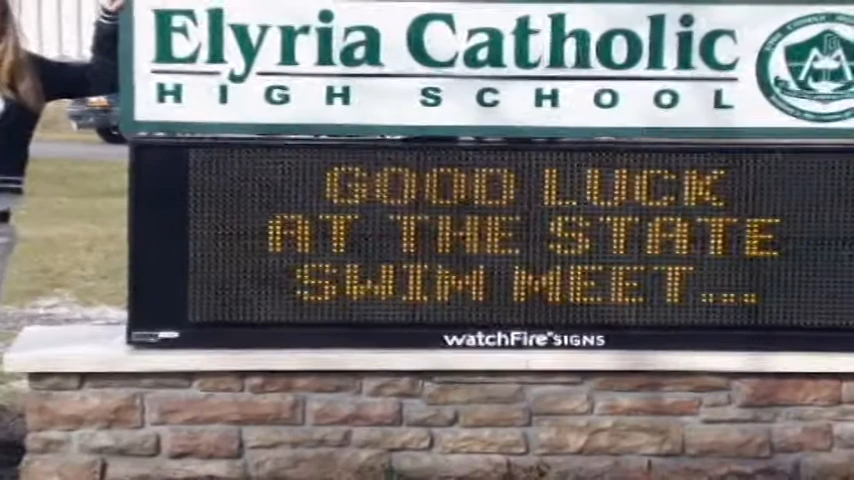 Elyria Catholic
HIGH SCHOOL
GOOD LUCK
AT THE STATE
SWIM MEET...
watchFire SIGNS